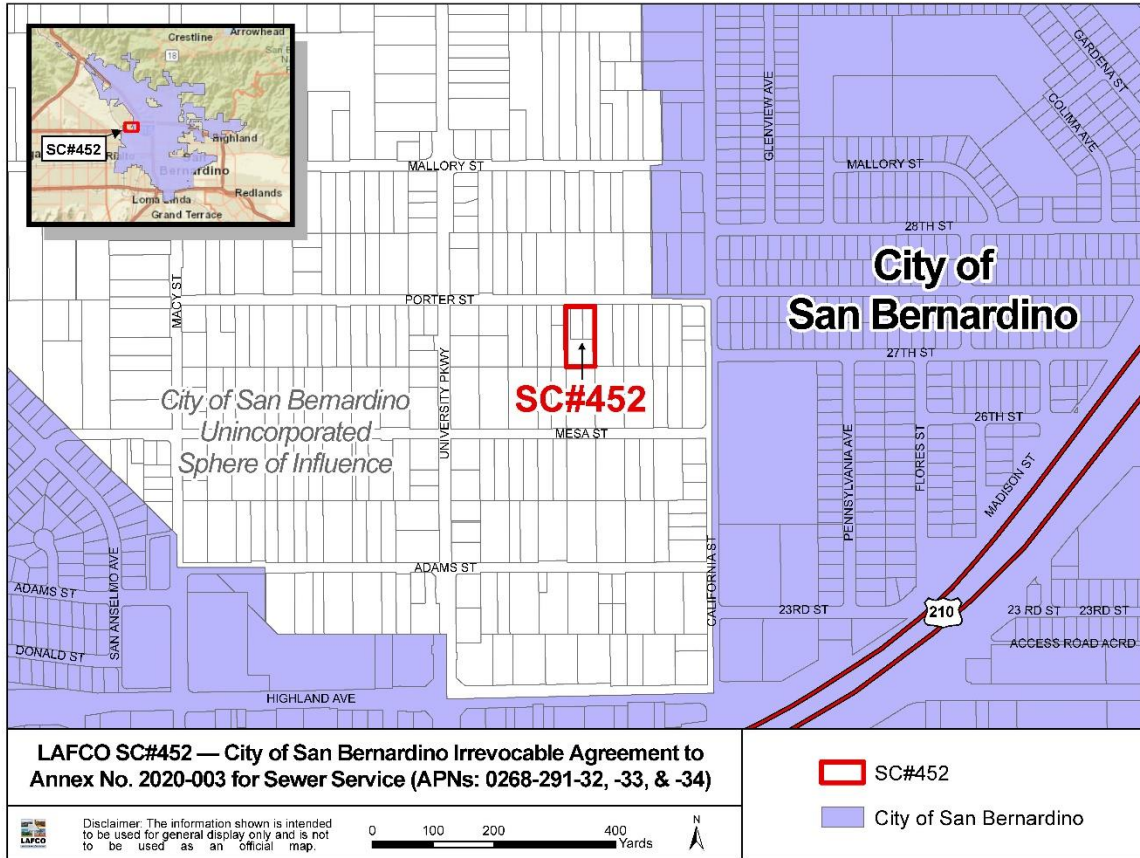 Crestline
Arrowhead
18
SC#452
Highland
Bernardino
Loma Linda
Redlands
Grand Terrace
MALLORY ST
GLENVIEW AVE
GARDENA ST
COLIMA AVE
MALLORY ST
28TH ST
City of
San Bernardino
MACY ST
PORTER ST
27TH ST
SC#452
UNIVERSITY PKWY
City of San Bernardino
Unincorporated
Sphere of Influence
MESA ST
26TH ST
PENNSYLVANIA AVE
FLORES ST
MADISON ST
ADAMS ST
CALIFORNIA ST
SAN ANSELMO AVE
ADAMS ST
23RD ST
210
23 RD ST
23RD ST
ACCESS ROAD ACRD
DONALD ST
HIGHLAND AVE
LAFCO SC#452 — City of San Bernardino Irrevocable Agreement to
Annex No. 2020-003 for Sewer Service (APNs: 0268-291-32, -33, & -34)
SC#452
City of San Bernardino
LAFCO
Disclaimer: The information shown is intended
to be used for general display only and is not
to be used as an official map.
0 100 200 400
Yards
N